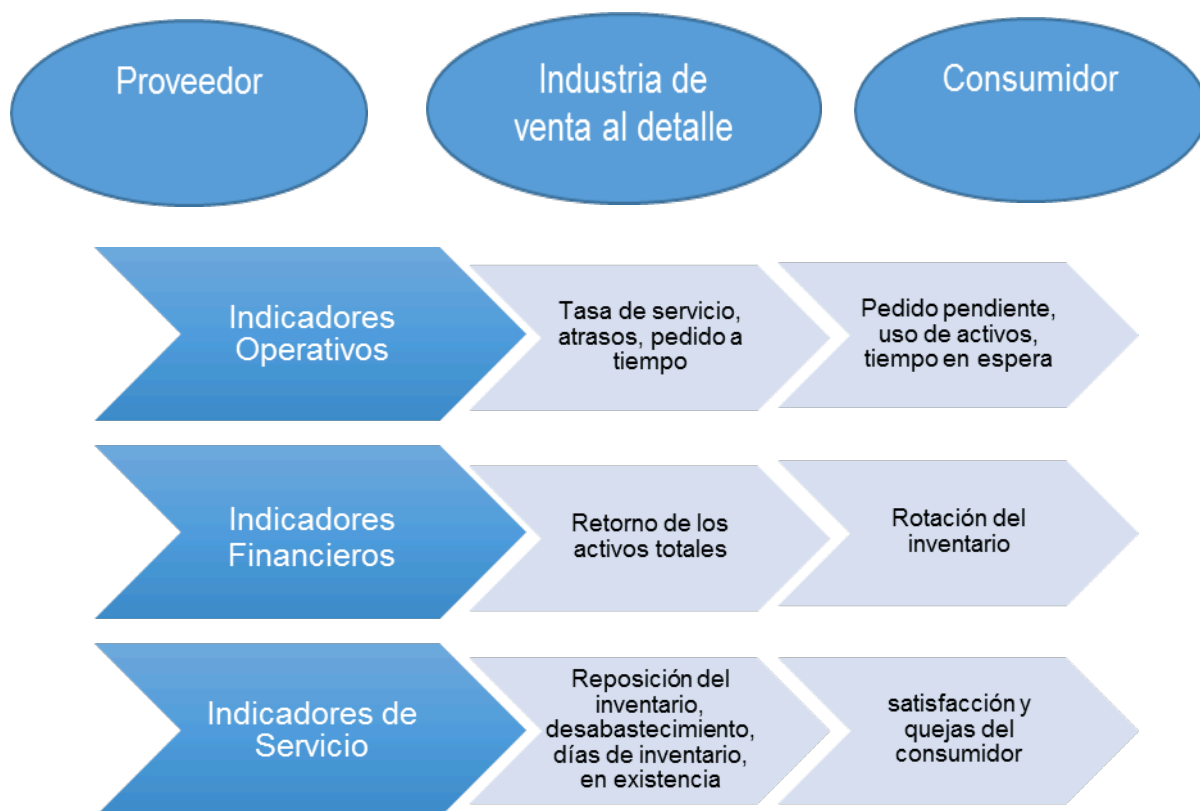 Proveedor
Industria de
venta al detalle
Consumidor
Indicadores
Operativos
Tasa de servicio,
atrasos, pedido a
tiempo
Pedido pendiente,
uso de activos,
tiempo en espera
Indicadores
Financieros
Retorno de los
activos totales
Rotación del
inventario
Indicadores de
Servicio
Reposición del
inventario,
desabastecimiento,
días de inventario,
en existencia
satisfacción y
quejas del
consumidor